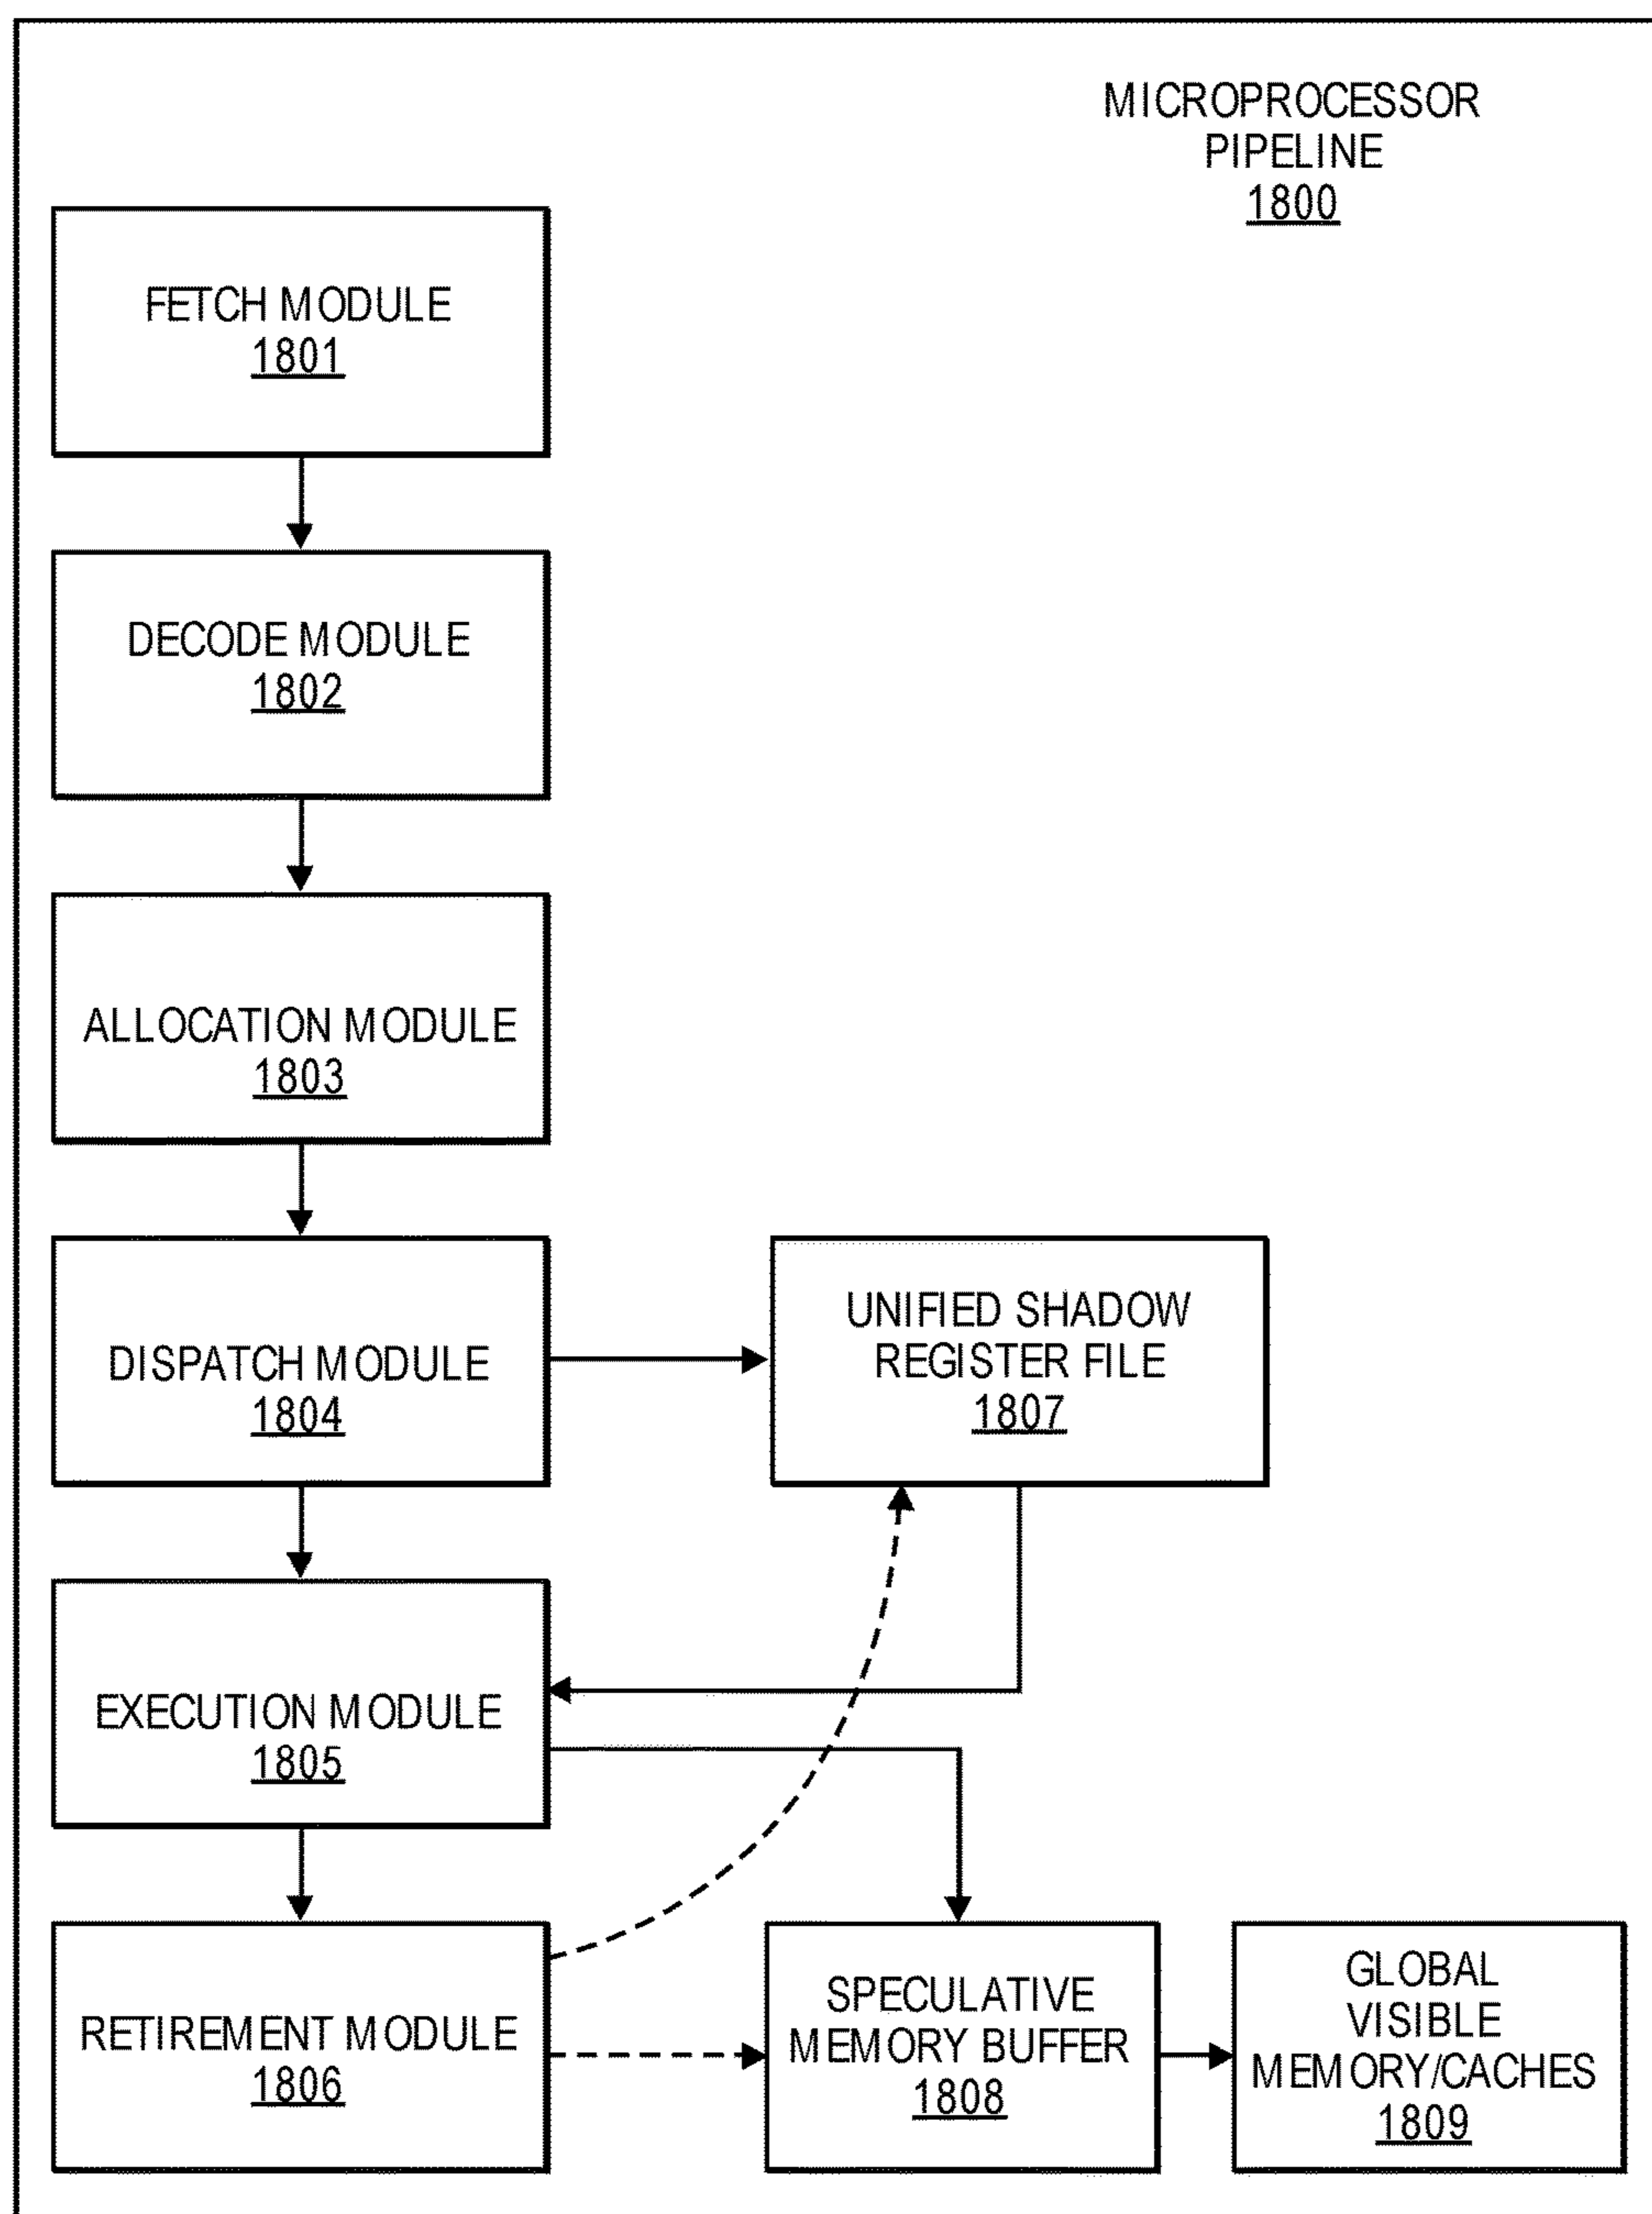 MICROPROCESSOR
PIPELINE
1800
FETCH MODULE
1801
DECODE MODULE
1802
ALLOCATION MODULE
1803
DISPATCH MODULE
1804
UNIFIED SHADOW
REGISTER FILE
1807
EXECUTION MODULE
1805
RETIREMENT MODULE
1806
SPECULATIVE
MEMORY BUFFER
1808
GLOBAL
VISIBLE
MEMORY/CACHES
1809